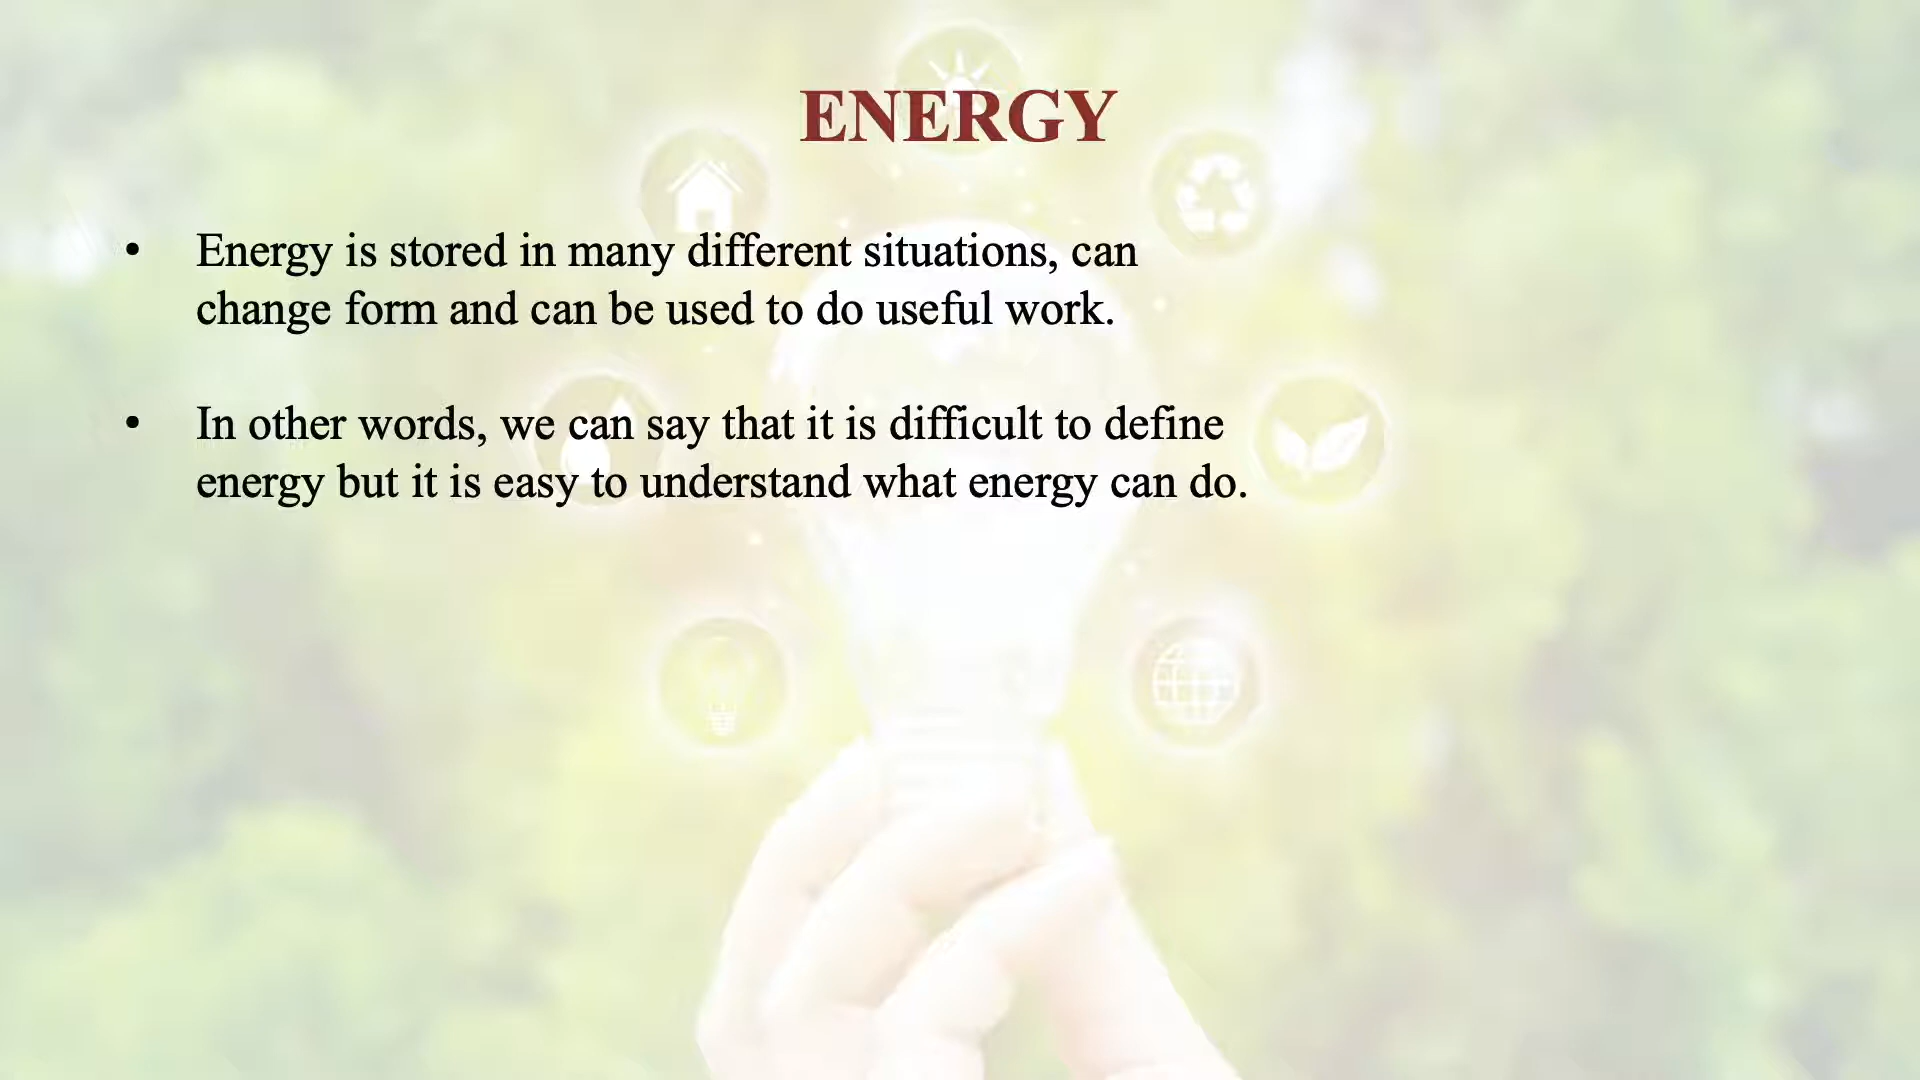 ENERGY
• Energy is stored in many different situations, can
change form and can be used to do useful work.
• In other words, we can say that it is difficult to define
energy but it is easy to understand what energy can do.